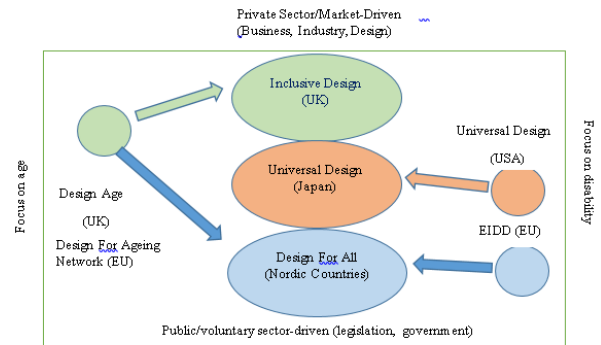 Private Sector/Market-Driven
(Business, Industry, Design)
Inclusive Design
(UK)
Universal Design
(USA)
Universal Design
(Japan)
Focus on age
Focus on disability
Design Age
(UK)
Design For Ageing
Network (EU)
EIDD (EU)
Design For All
(Nordic Countries)
Public/voluntary sector-driven (legislation, government)